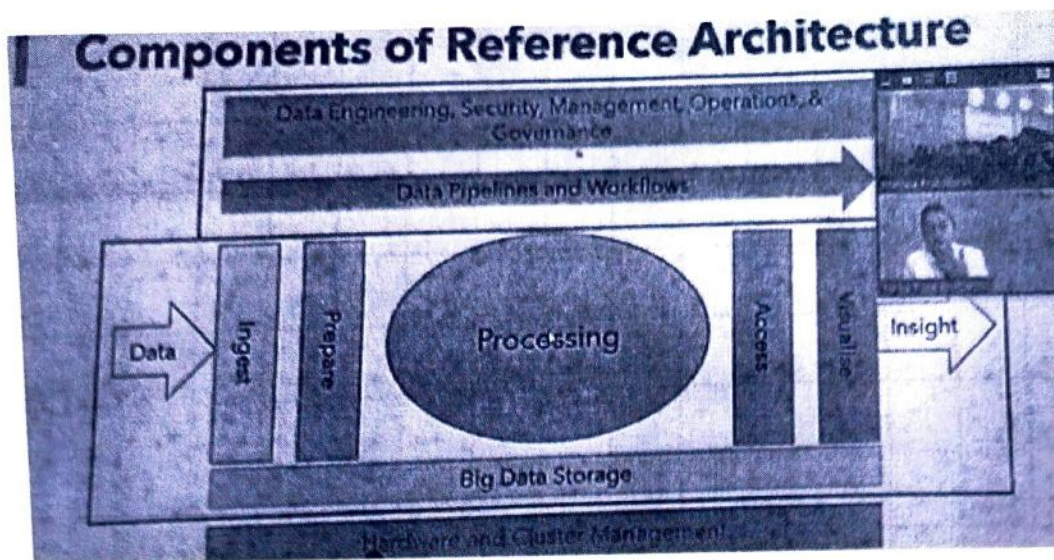 Components of Reference Architecture
Data Engineering, Security, Management, Operations, &
Governance
Data Pipelines and Workflows
Data
Ingest
Prepare
Processing
Access
Visualise
Insight
Big Data Storage
Hardware and Cluster Management